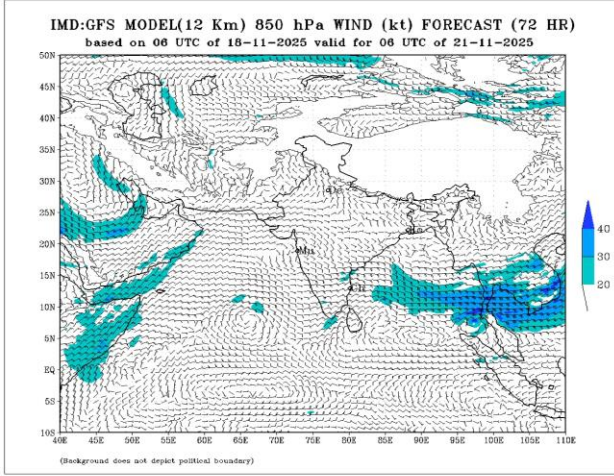 IMD:GFS MODEL(12 Km) 850 hPa WIND (kt) FORECAST (72 HR)
based on 06 UTC of 18-11-2025 valid for 06 UTC of 21-11-2025
50N
45N
40N
35N
30N
25N
20N
15N
10N
5N
EQ
5S
10S
40E 45E 50E 55E 60E 65E 70E 75E 80E 85E 90E 95E 100E 105E 110E
40
30
20
(Background does not depict political boundary)